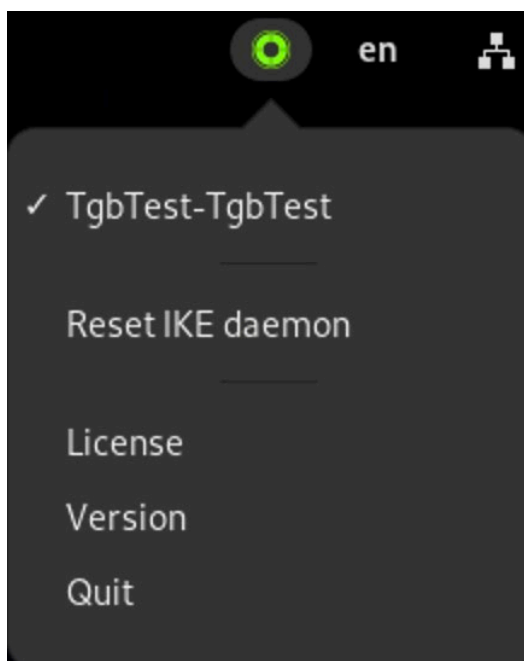 en
✓ TgbTest-TgbTest
Reset IKE daemon
License
Version
Quit